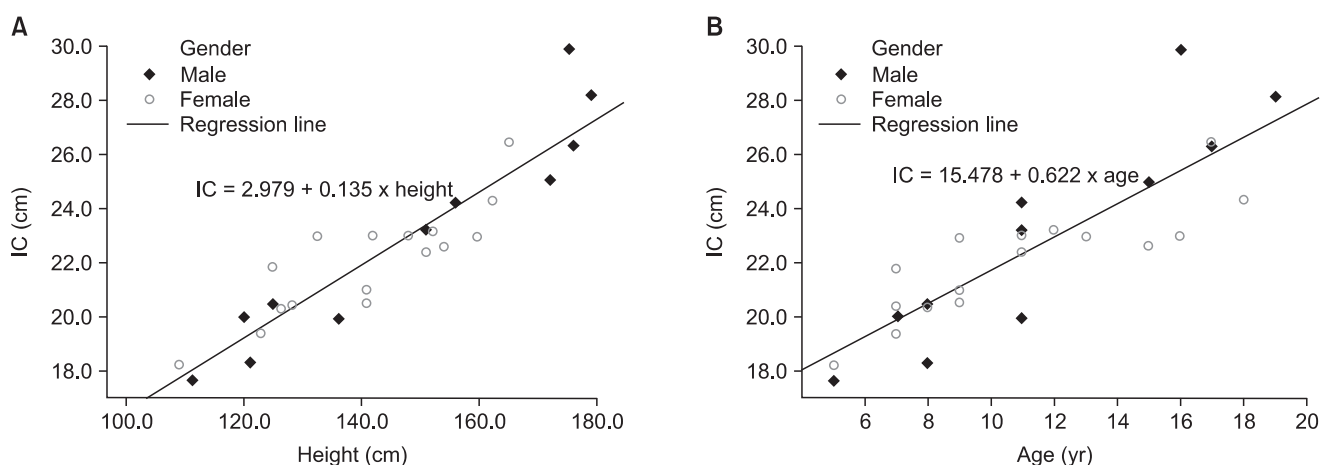 A
30.0
28.0
26.0
24.0
22.0
20.0
18.0
IC (cm)
Gender
Male
Female
Regression line
IC = 2.979 + 0.135 x height
100.0 120.0 140.0 160.0 180.0
Height (cm)
B
30.0
28.0
26.0
24.0
22.0
20.0
18.0
IC (cm)
Gender
Male
Female
Regression line
IC = 15.478 + 0.622 x age
6 8 10 12 14 16 18 20
Age (yr)